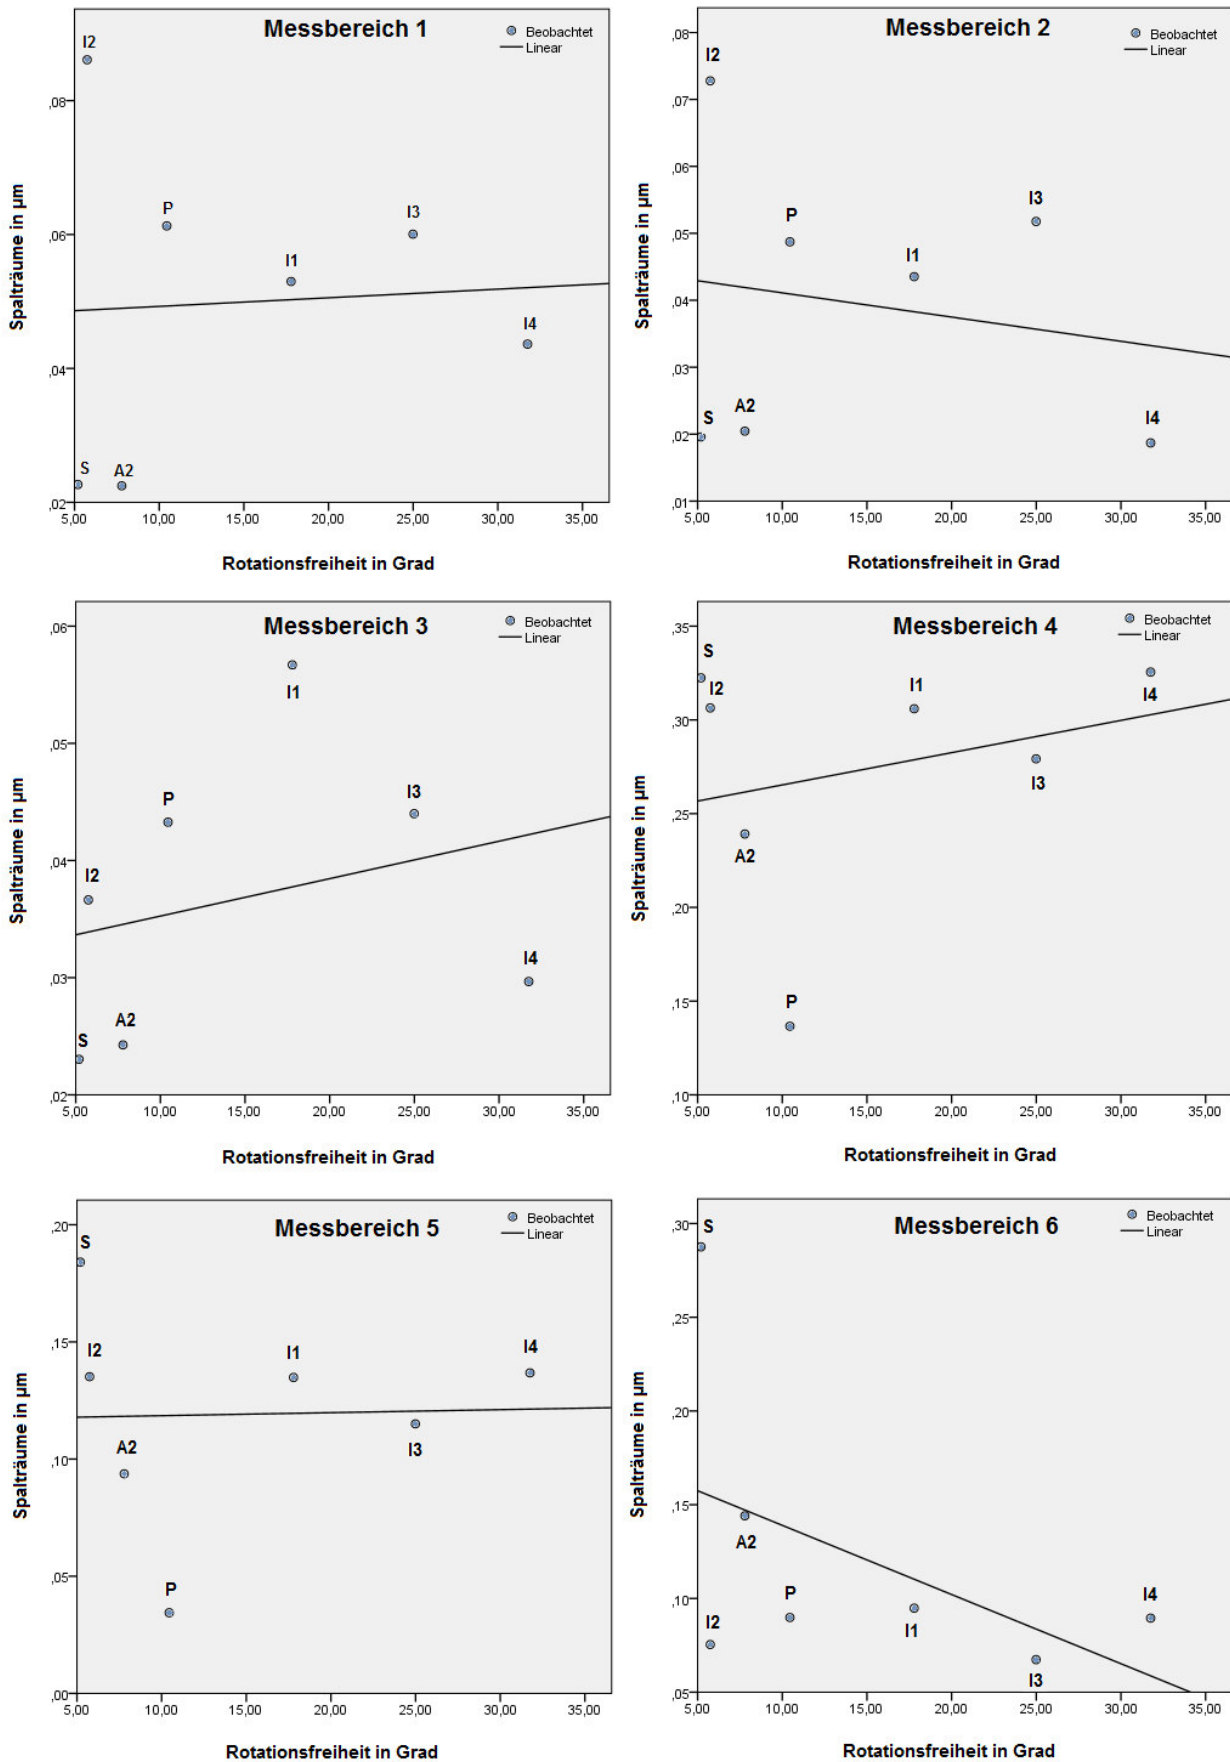 Messbereich 1
Beobachtet
Linear
I2
,08
P
I3
,06
I1
I4
,04
S
A2
,02
5,00 10,00 15,00 20,00 25,00 30,00 35,00
Spalträume in µm
Rotationsfreiheit in Grad
Messbereich 2
Beobachtet
Linear
,08
I2
,07
,06
I3
P
,05
I1
,04
,03
A2
S
I4
,02
,01
5,00 10,00 15,00 20,00 25,00 30,00 35,00
Spalträume in µm
Rotationsfreiheit in Grad
Messbereich 3
Beobachtet
Linear
,06
I1
,05
P
I3
I2
,04
I4
,03
A2
S
,02
5,00 10,00 15,00 20,00 25,00 30,00 35,00
Spalträume in µm
Rotationsfreiheit in Grad
Messbereich 4
Beobachtet
Linear
,35
S
I2
I1
I4
,30
I3
,25
A2
,20
P
,15
,10
5,00 10,00 15,00 20,00 25,00 30,00 35,00
Spalträume in µm
Rotationsfreiheit in Grad
Messbereich 5
Beobachtet
Linear
,20
S
,15
I2
I1
I4
I3
A2
,10
P
,05
,00
5,00 10,00 15,00 20,00 25,00 30,00 35,00
Spalträume in µm
Rotationsfreiheit in Grad
Messbereich 6
Beobachtet
Linear
,30
S
,25
,20
,15
A2
P
I4
,10
I2
I1
I3
,05
5,00 10,00 15,00 20,00 25,00 30,00 35,00
Spalträume in µm
Rotationsfreiheit in Grad